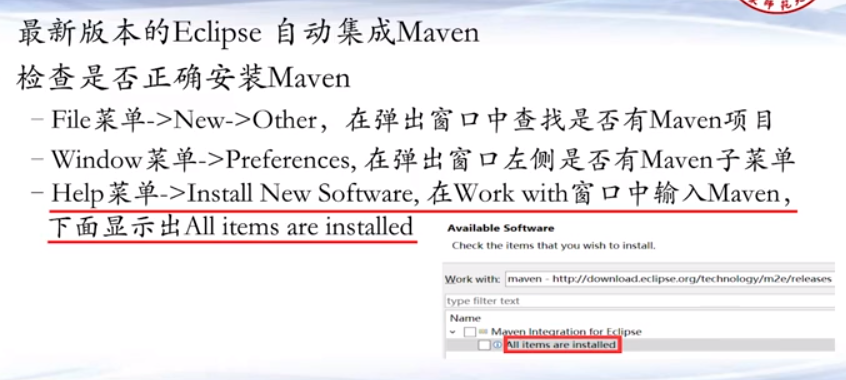 最新版本的Eclipse 自动集成Maven
检查是否正确安装Maven
– File菜单->New->Other，在弹出窗口中查找是否有Maven项目
– Window菜单->Preferences, 在弹出窗口左侧是否有Maven子菜单
– Help菜单->Install New Software, 在Work with窗口中输入Maven，
下面显示出All items are installed
Available Software
Check the items that you wish to install.
Work with: maven - http://download.eclipse.org/technology/m2e/releases
type filter text
Name
Maven Integration for Eclipse
All items are installed